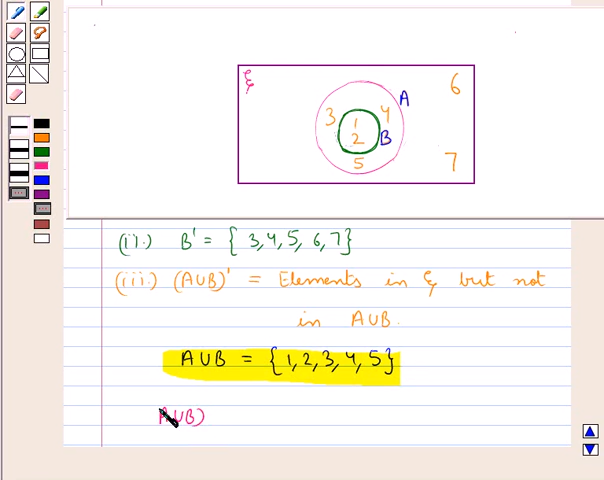 ξ
A
6
3 1 4
2 B
5 7
(ii.) B' = { 3,4,5, 6,7}
(iii.) (AUB)' = Elements in ξ but not
in AUB.
AUB = {1,2,3,4,5}
AUB)